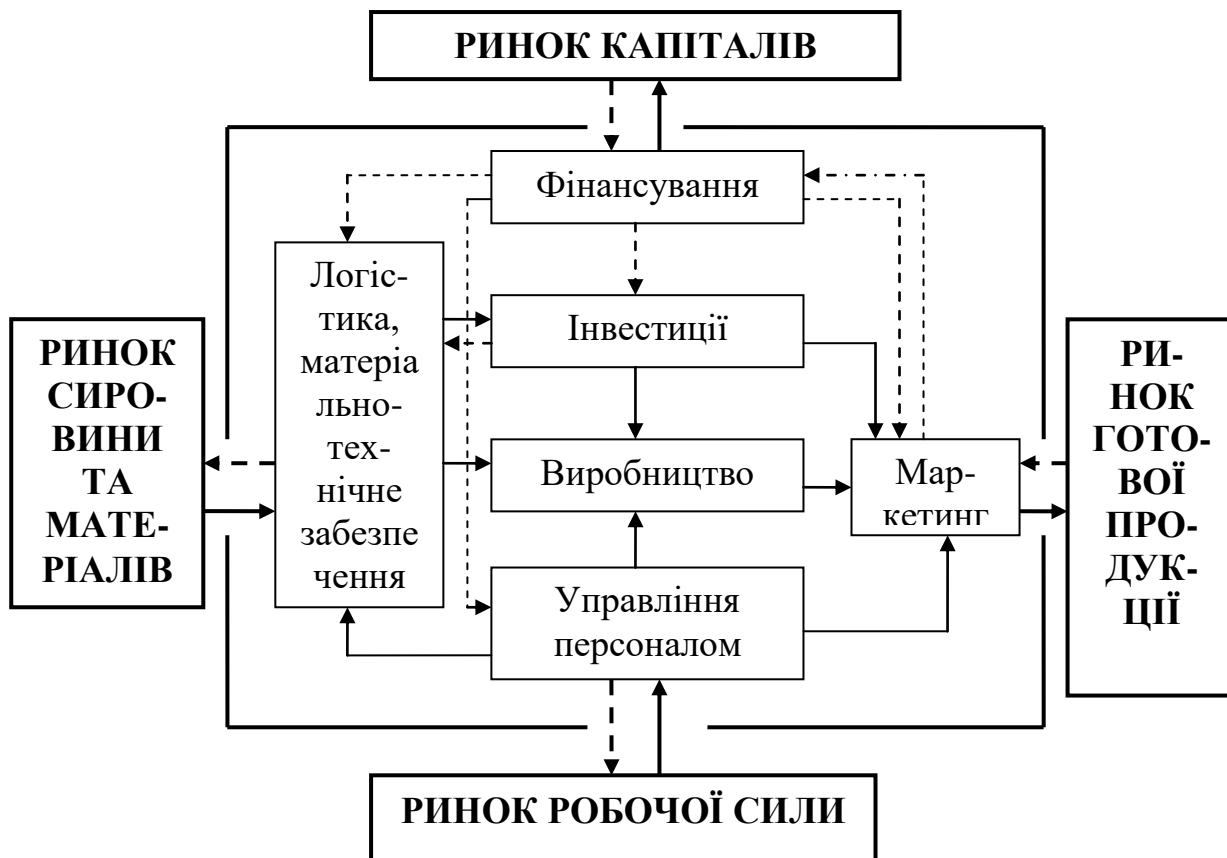 РИНОК КАПІТАЛІВ
Фінансування
Логіс-
тика,
матеріа
льно-
тех-
нічне
забезпе
чення
Інвестиції
Виробництво
Управління
персоналом
Мар-
кетинг
РИНОК
СИРО-
ВИНИ
ТА
МАТЕ-
РІАЛІВ
РИ-
НОК
ГОТО-
ВОЇ
ПРО-
ДУК-
ЦІЇ
РИНОК РОБОЧОЇ СИЛИ